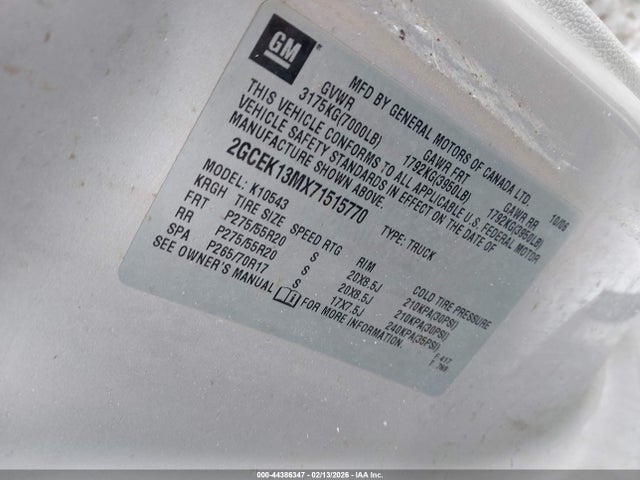 GM
MFD BY GENERAL MOTORS OF CANADA LTD. 10/06
GVWR GAWR FRT GAWR RR
3175KG(7000LB) 1792KG(3950LB) 1792KG(3950LB)
THIS VEHICLE CONFORMS TO ALL APPLICABLE U.S. FEDERAL MOTOR
VEHICLE SAFETY STANDARDS IN EFFECT ON THE DATE OF
MANUFACTURE SHOWN ABOVE.
2GCEK13MX71515770 TYPE: TRUCK
MODEL: K10543
KRGH TIRE SIZE SPEED RTG RIM COLD TIRE PRESSURE
FRT P275/55R20 S 20X8.5J 210KPA(30PSI)
RR P275/55R20 S 20X8.5J 210KPA(30PSI)
SPA P265/70R17 S 17X7.5J 240KPA(35PSI)
SEE OWNER'S MANUAL FOR MORE INFORMATION.
000-44386347 - 02/13/2026 - IAA Inc.